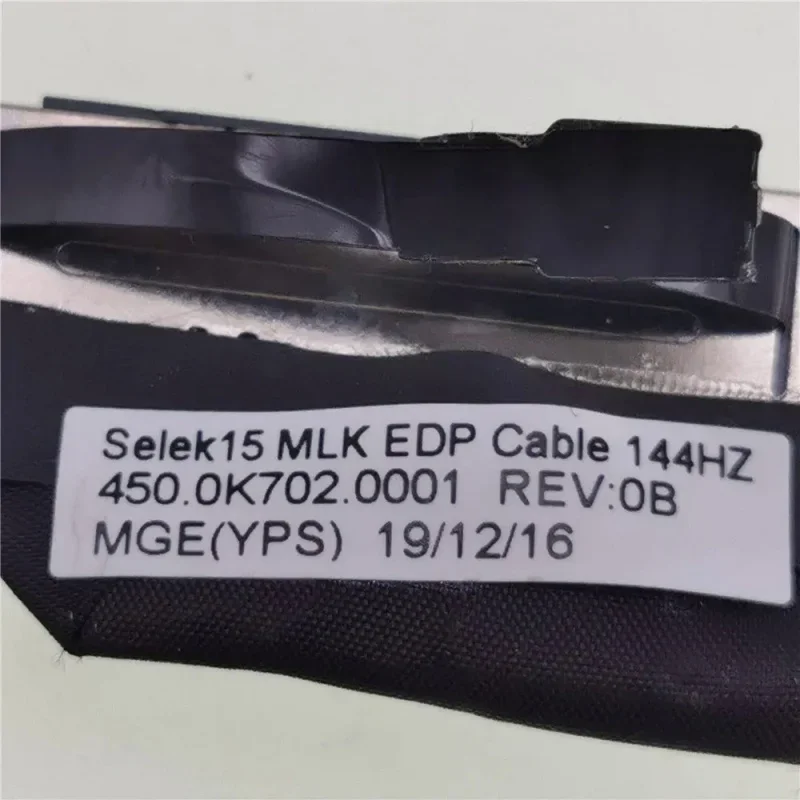 Selek15 MLK EDP Cable 144HZ
450.0K702.0001 REV:0B
MGE(YPS) 19/12/16